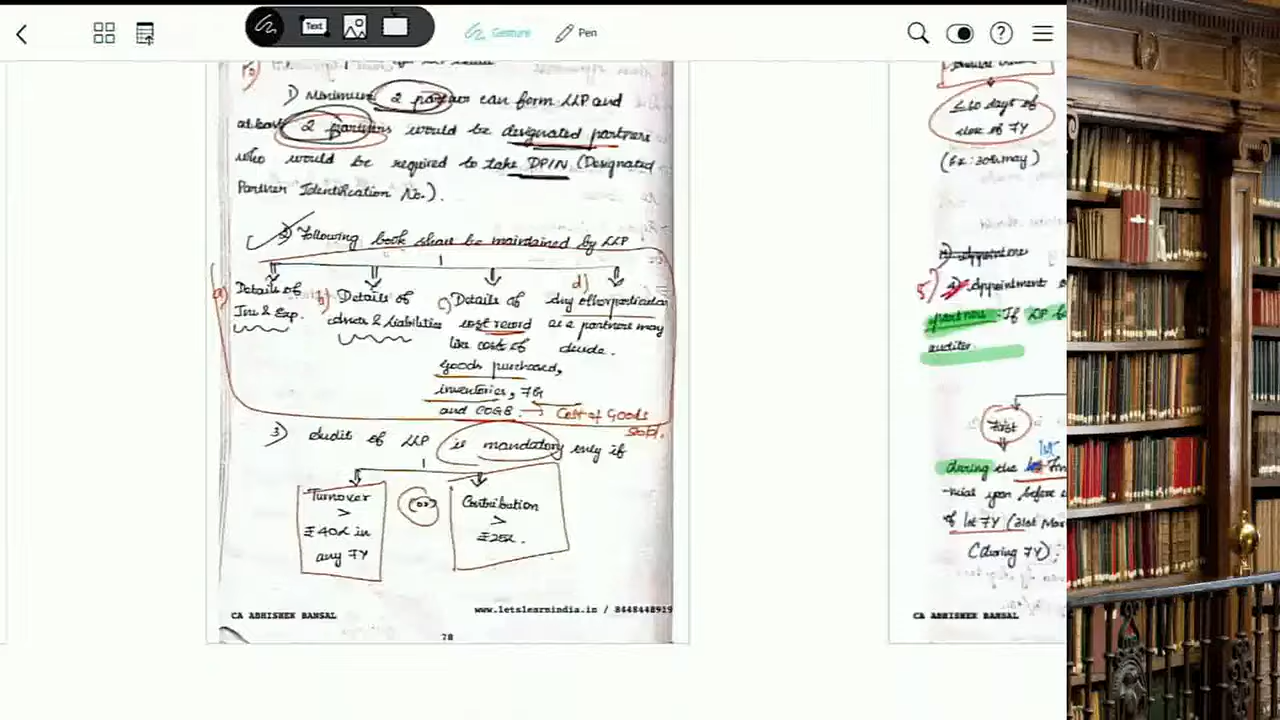 Text
Gesture
Pen
1) Minimum 2 partner can form LLP and
atleast 2 partners would be designated partners
who would be required to take DPIN (Designated
Partner Identification No.).
2) Following book shall be maintained by LLP
a) Details of
Inc & Exp.
b) Details of
Assets & Liabilities
c) Details of
cost record
like cost of
goods purchased,
inventories, FG
and COGS. → Cost of Goods
Sold.
d)
Any other particular
as a partners may
decide.
3) Audit of LLP is mandatory only if
Turnover
>
₹40L in
any FY
(or)
Contribution
>
₹25L.
CA ABHISHEK BANSAL
www.letslearnindia.in / 8448448919
78
≤ 60 days of
close of FY
(Ex: 30th May)
5) Appointment
partners: If DP
auditor.
First
1st
during the
of 1st FY (31st Mar
(during FY).
CA ABHISHEK BANSAL